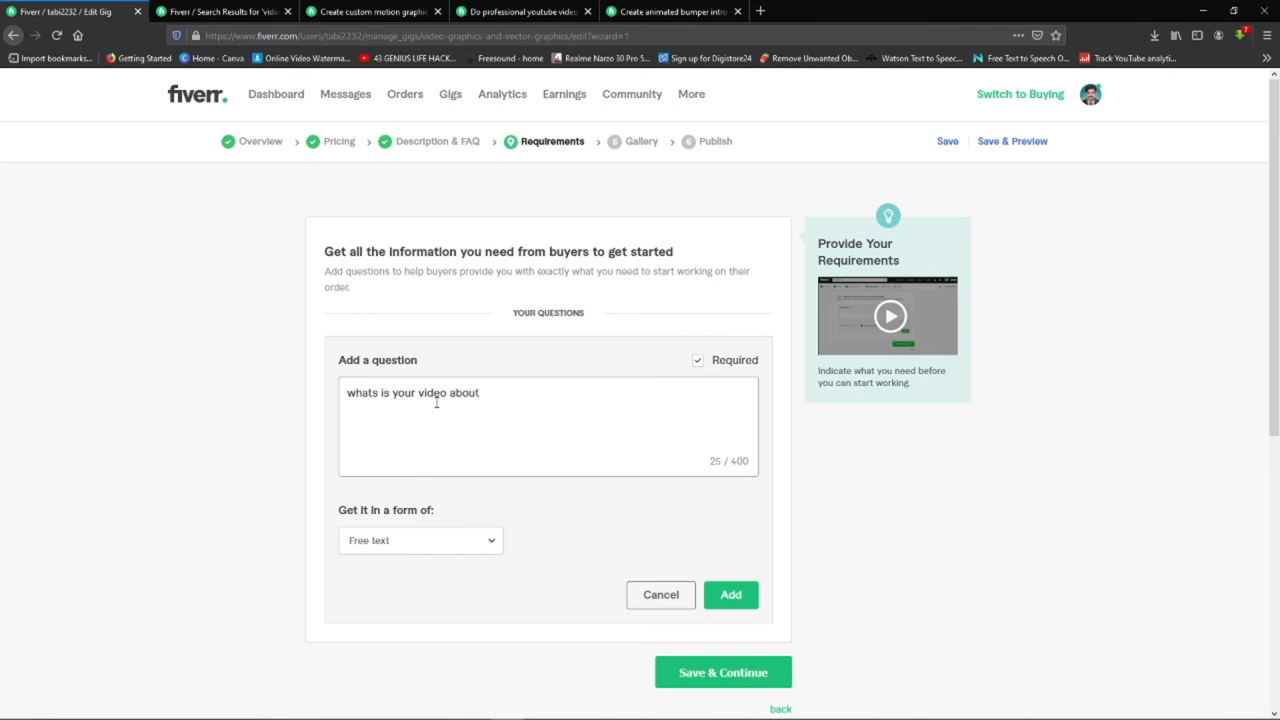 Fiverr / tabi2232 / Edit Gig
Fiverr / Search Results for 'vide
Create custom motion graphic
Do professional youtube video
Create animated bumper intro
https://www.fiverr.com/users/tabi2232/manage_gigs/video-graphics-and-vector-graphics/edit?wizard=1
Import bookmarks...
Getting Started
Home - Canva
Online Video Waterma...
43 GENIUS LIFE HACK...
Freesound - home
Realme Narzo 30 Pro 5...
Sign up for Digistore24
Remove Unwanted Ob...
Watson Text to Speec...
Free Text to Speech O...
Track YouTube analyti...
fiverr.
Dashboard
Messages
Orders
Gigs
Analytics
Earnings
Community
More
Switch to Buying
Overview
Pricing
Description & FAQ
Requirements
5 Gallery
6 Publish
Save
Save & Preview
Get all the information you need from buyers to get started
Add questions to help buyers provide you with exactly what you need to start working on their
order.
YOUR QUESTIONS
Add a question
Required
whats is your video about
25 / 400
Get it in a form of:
Free text
Cancel
Add
Save & Continue
back
Provide Your
Requirements
Indicate what you need before
you can start working.